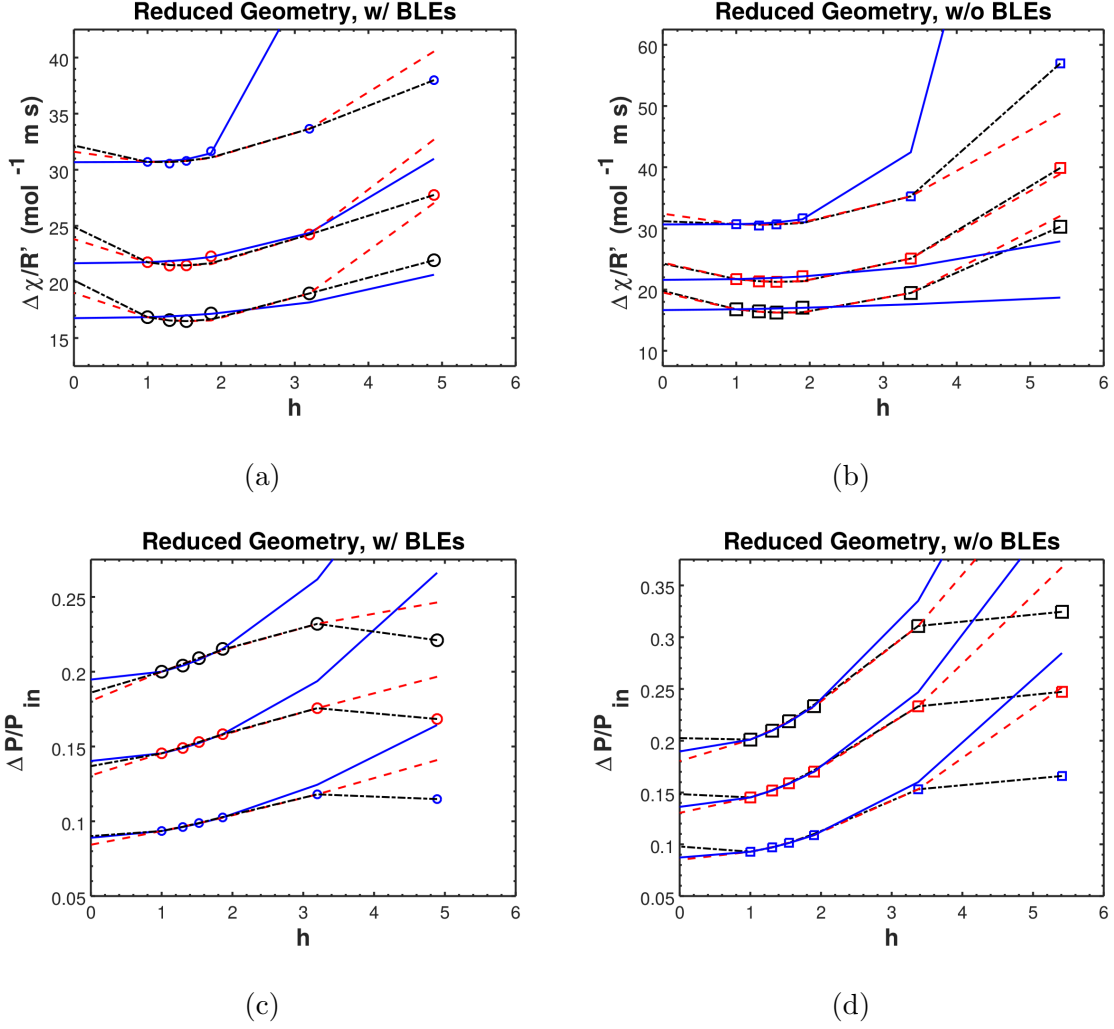 Reduced Geometry, w/ BLEs
Δχ/R' (mol⁻¹ m s)
40
35
30
25
20
15
0 1 2 3 4 5 6
h
(a)
Reduced Geometry, w/o BLEs
Δχ/R' (mol⁻¹ m s)
60
50
40
30
20
10
0 1 2 3 4 5 6
h
(b)
Reduced Geometry, w/ BLEs
ΔP/P in
0.25
0.2
0.15
0.1
0.05
0 1 2 3 4 5 6
h
(c)
Reduced Geometry, w/o BLEs
ΔP/P in
0.35
0.3
0.25
0.2
0.15
0.1
0.05
0 1 2 3 4 5 6
h
(d)